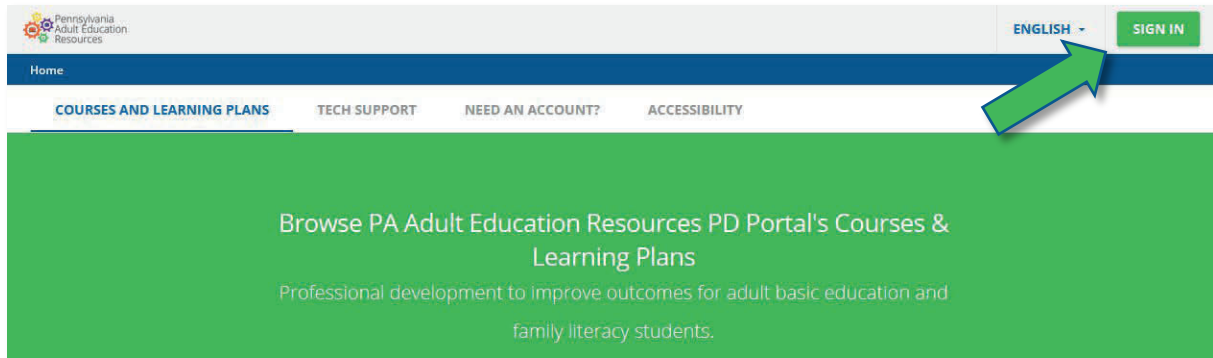 Pennsylvania
Adult Education
Resources
ENGLISH
SIGN IN
Home
COURSES AND LEARNING PLANS
TECH SUPPORT
NEED AN ACCOUNT?
ACCESSIBILITY
Browse PA Adult Education Resources PD Portal's Courses &
Learning Plans
Professional development to improve outcomes for adult basic education and
family literacy students.